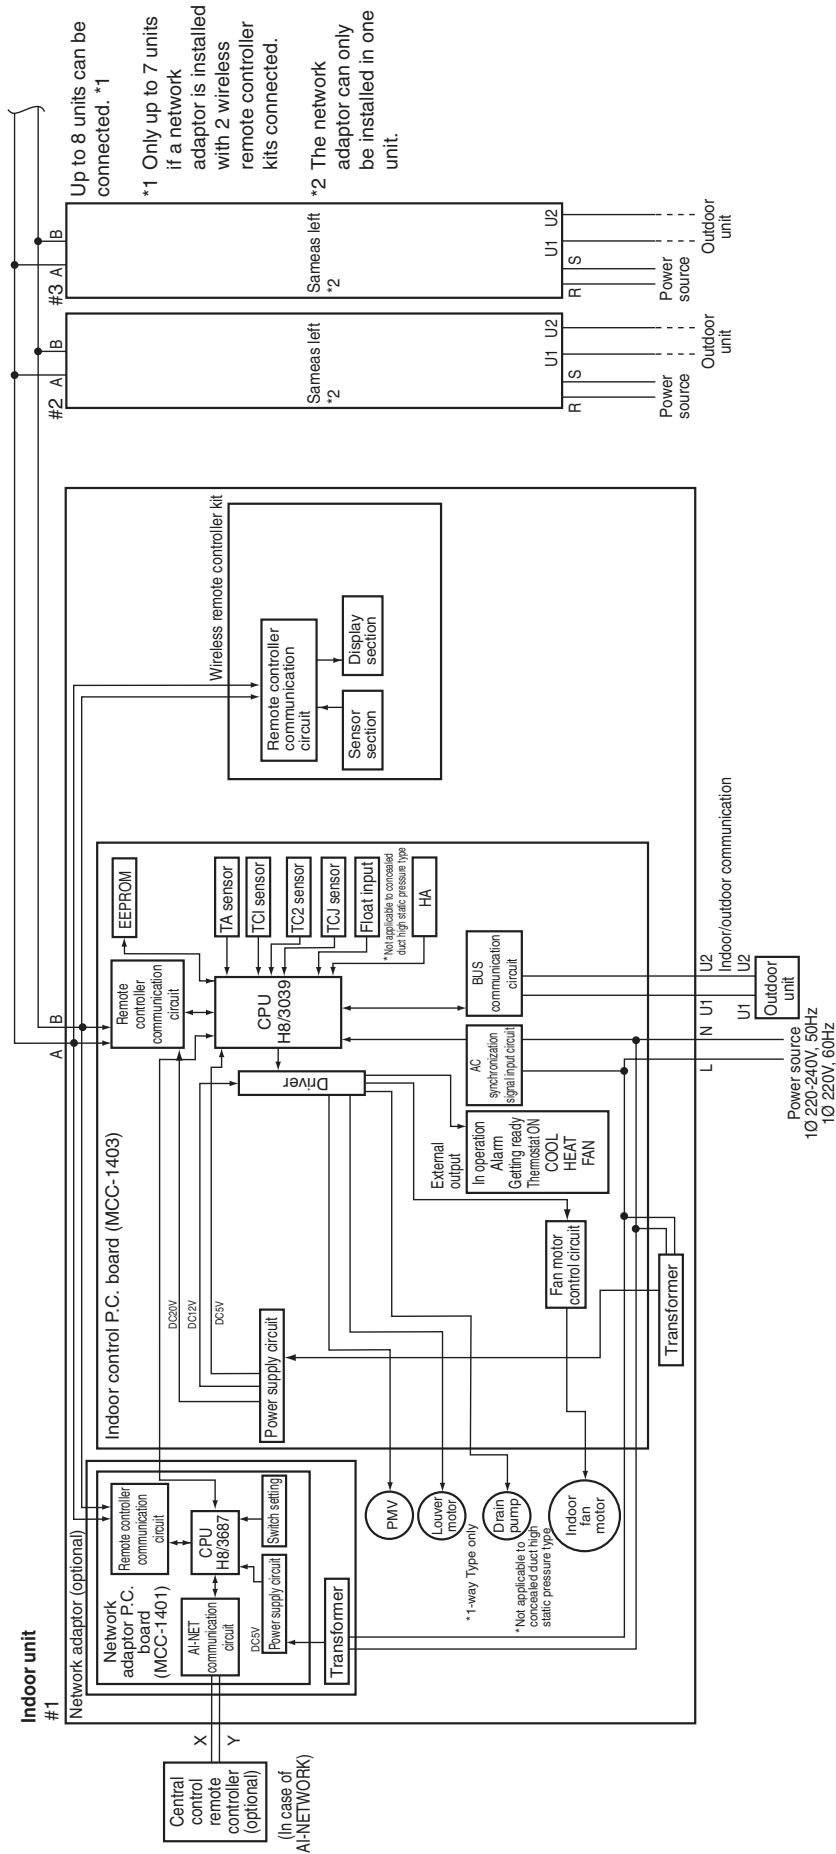 Indoor unit
#1
Network adaptor (optional)
Network
adaptor P.C.
board
(MCC-1401)
Remote controller
communication
circuit
CPU
H8/3687
AI-NET
communication
circuit
Switch setting
DC5V
Power supply circuit
Transformer
X
Y
Central
control
remote
controller
(optional)
(In case of
AI-NETWORK)
Indoor control P.C. board (MCC-1403)
DC20V
DC12V
DC5V
Power supply circuit
A
B
Remote
controller
communication
circuit
EEPROM
CPU
H8/3039
Driver
TA sensor
TCI sensor
TC2 sensor
TCJ sensor
Float input
*Not applicable to concealed
duct high static pressure type
HA
External
output
In operation
Alarm
Getting ready
Thermostat ON
COOL
HEAT
FAN
AC
synchronization
signal input circuit
BUS
communication
circuit
Fan motor
control circuit
Transformer
PMV
Louver
motor
*1-way Type only
Drain
pump
*Not applicable to
concealed duct high
static pressure type
Indoor
fan
motor
L
N
U1
U2
Indoor/outdoor communication
U1
U2
Outdoor
unit
Power source
1Ø 220-240V, 50Hz
1Ø 220V, 60Hz
Wireless remote controller kit
Remote controller
communication
circuit
Sensor
section
Display
section
#2
A
B
Sameas left
*2
R
S
U1
U2
Power
source
Outdoor
unit
#3
A
B
Sameas left
*2
R
S
U1
U2
Power
source
Outdoor
unit
Up to 8 units can be
connected. *1
*1 Only up to 7 units
if a network
adaptor is installed
with 2 wireless
remote controller
kits connected.
*2 The network
adaptor can only
be installed in one
unit.